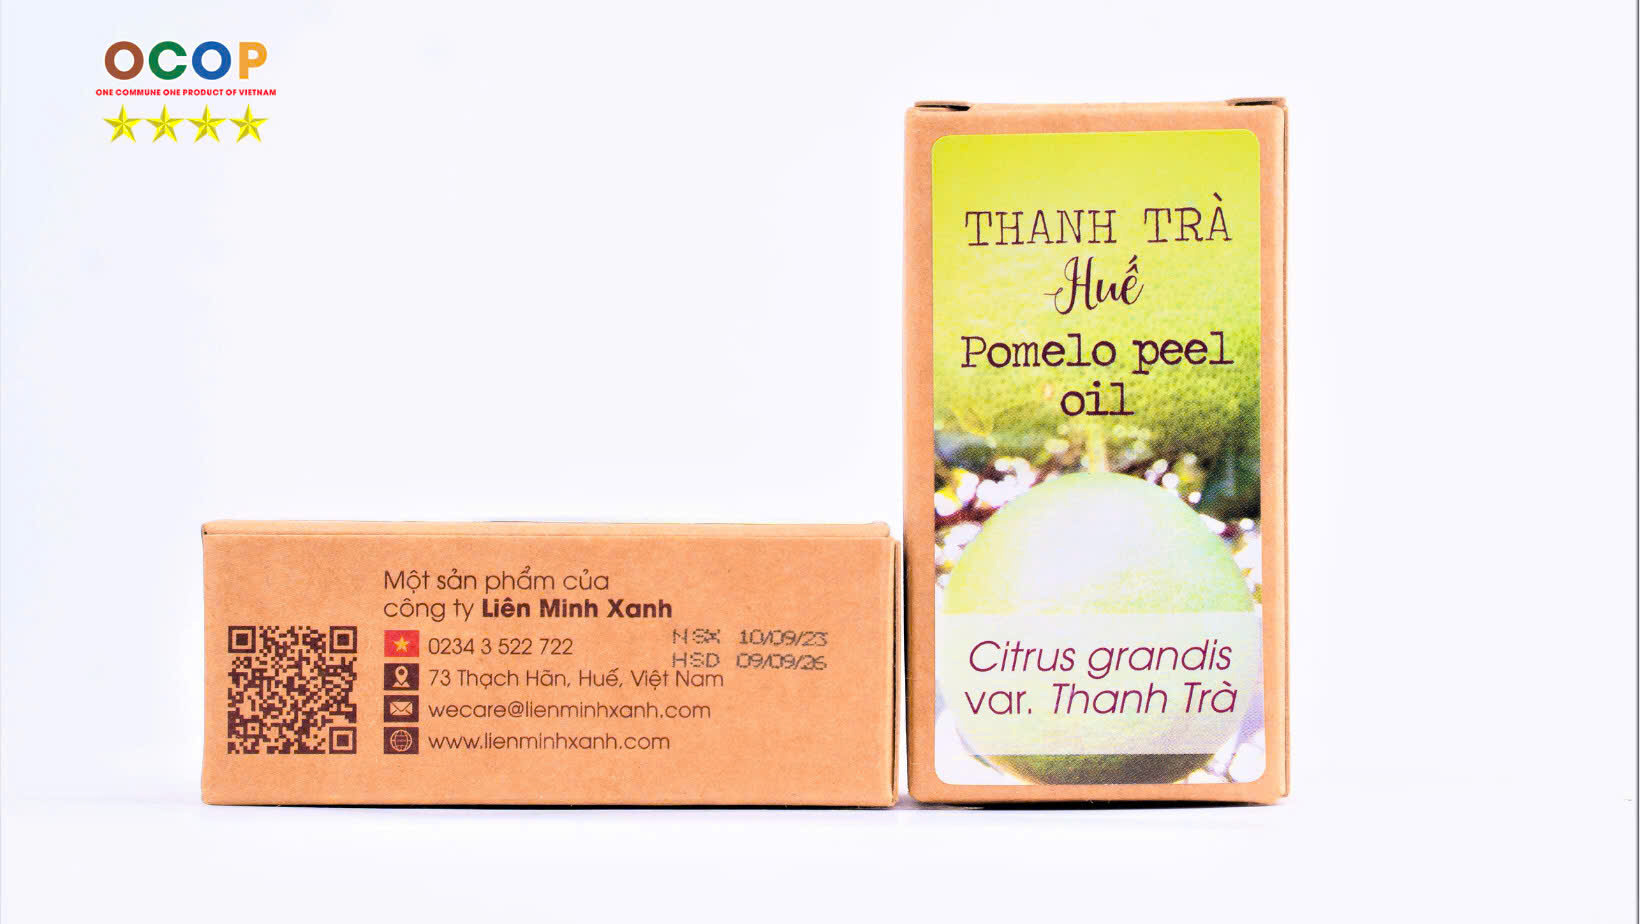 OCOP
ONE COMMUNE ONE PRODUCT OF VIETNAM
THANH TRÀ
Huế
Pomelo peel
oil
Citrus grandis
var. Thanh Trà
Một sản phẩm của
công ty Liên Minh Xanh
0234 3 522 722
NSX 10/09/23
HSD 09/09/26
73 Thạch Hãn, Huế, Việt Nam
wecare@lienminhxanh.com
www.lienminhxanh.com